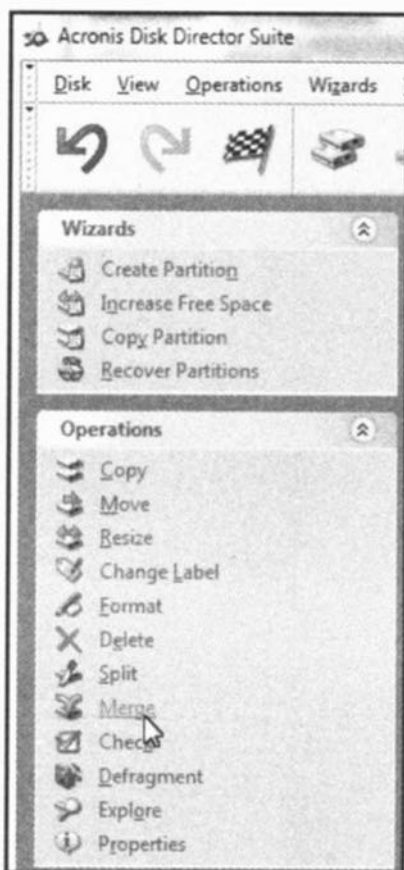 Acronis Disk Director Suite
Disk View Operations Wizards
Wizards
Create Partition
Increase Free Space
Copy Partition
Recover Partitions
Operations
Copy
Move
Resize
Change Label
Format
Delete
Split
Merge
Check
Defragment
Explore
Properties